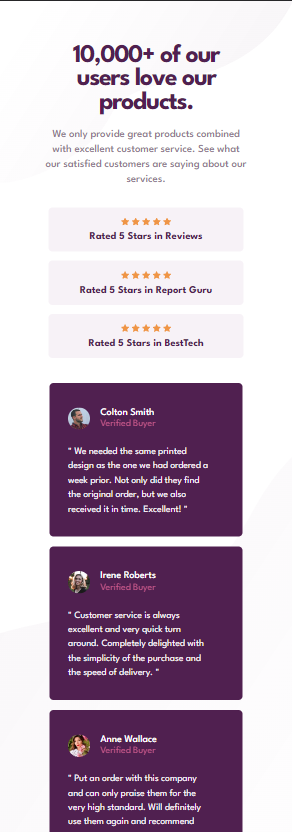 10,000+ of our
users love our
products.
We only provide great products combined
with excellent customer service. See what
our satisfied customers are saying about our
services.
Rated 5 Stars in Reviews
Rated 5 Stars in Report Guru
Rated 5 Stars in BestTech
Colton Smith
Verified Buyer
" We needed the same printed
design as the one we had ordered a
week prior. Not only did they find
the original order, but we also
received it in time. Excellent! "
Irene Roberts
Verified Buyer
" Customer service is always
excellent and very quick turn
around. Completely delighted with
the simplicity of the purchase and
the speed of delivery. "
Anne Wallace
Verified Buyer
" Put an order with this company
and can only praise them for the
very high standard. Will definitely
use them again and recommend